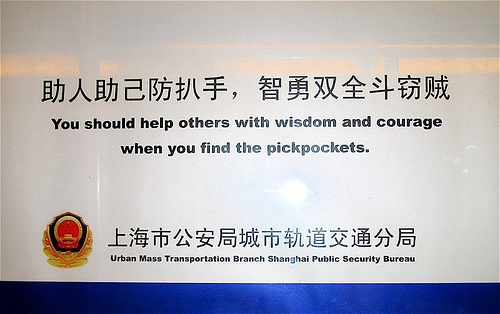 助人助己防扒手，智勇双全斗窃贼
You should help others with wisdom and courage
when you find the pickpockets.
上海市公安局城市轨道交通分局
Urban Mass Transportation Branch Shanghai Public Security Bureau